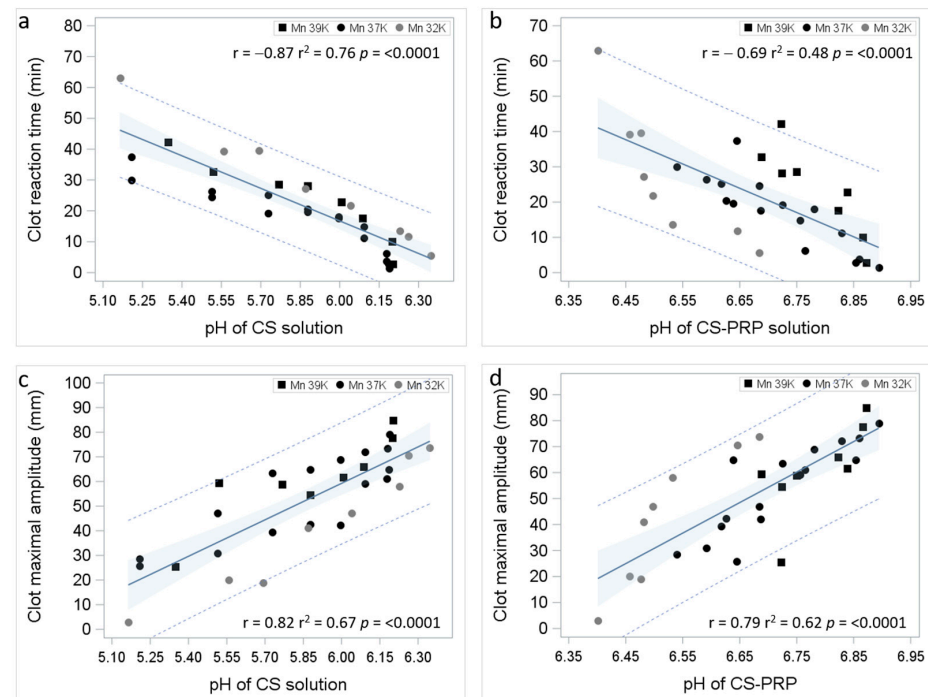 a
Mn 39K Mn 37K Mn 32K
r = −0.87 r² = 0.76 p = <0.0001
Clot reaction time (min)
80
70
60
50
40
30
20
10
0
5.10 5.25 5.40 5.55 5.70 5.85 6.00 6.15 6.30
pH of CS solution
b
Mn 39K Mn 37K Mn 32K
r = − 0.69 r² = 0.48 p = <0.0001
Clot reaction time (min)
70
60
50
40
30
20
10
0
6.35 6.45 6.55 6.65 6.75 6.85 6.95
pH of CS-PRP solution
c
Mn 39K Mn 37K Mn 32K
Clot maximal amplitude (mm)
100
90
80
70
60
50
40
30
20
10
0
r = 0.82 r² = 0.67 p = <0.0001
5.10 5.25 5.40 5.55 5.70 5.85 6.00 6.15 6.30
pH of CS solution
d
Mn 39K Mn 37K Mn 32K
Clot maximal amplitude (mm)
90
80
70
60
50
40
30
20
10
0
r = 0.79 r² = 0.62 p = <0.0001
6.35 6.45 6.55 6.65 6.75 6.85 6.95
pH of CS-PRP